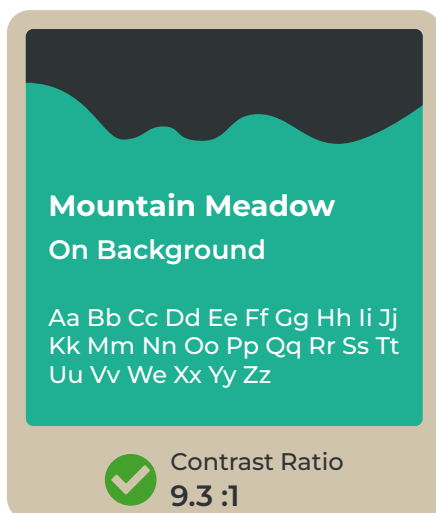 Mountain Meadow
On Background
Aa Bb Cc Dd Ee Ff Gg Hh Ii Jj
Kk Mm Nn Oo Pp Qq Rr Ss Tt
Uu Vv We Xx Yy Zz
Contrast Ratio
9.3 :1